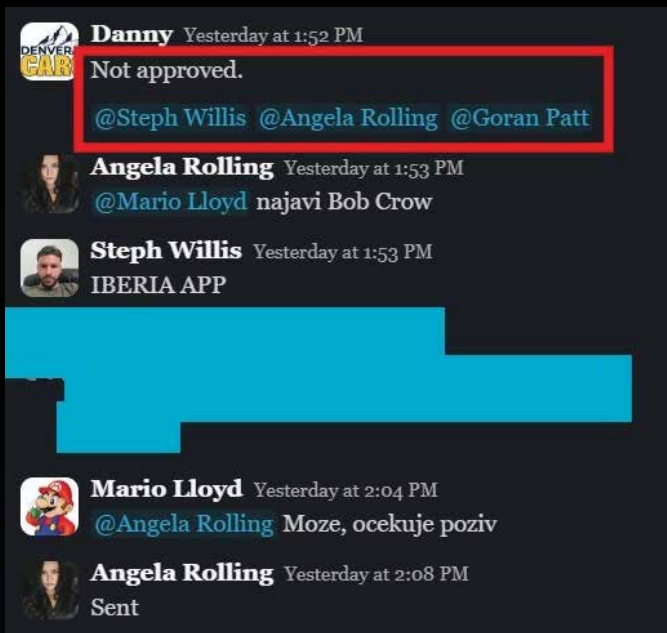 DENVER
CAR
Danny Yesterday at 1:52 PM
Not approved.
@Steph Willis @Angela Rolling @Goran Patt
Angela Rolling Yesterday at 1:53 PM
@Mario Lloyd najavi Bob Crow
Steph Willis Yesterday at 1:53 PM
IBERIA APP
Mario Lloyd Yesterday at 2:04 PM
@Angela Rolling Moze, ocekuje poziv
Angela Rolling Yesterday at 2:08 PM
Sent